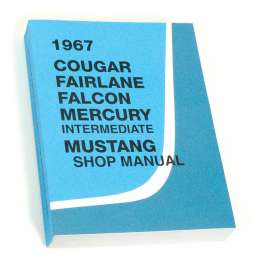 1967
COUGAR
FAIRLANE
FALCON
MERCURY
INTERMEDIATE
MUSTANG
SHOP MANUAL